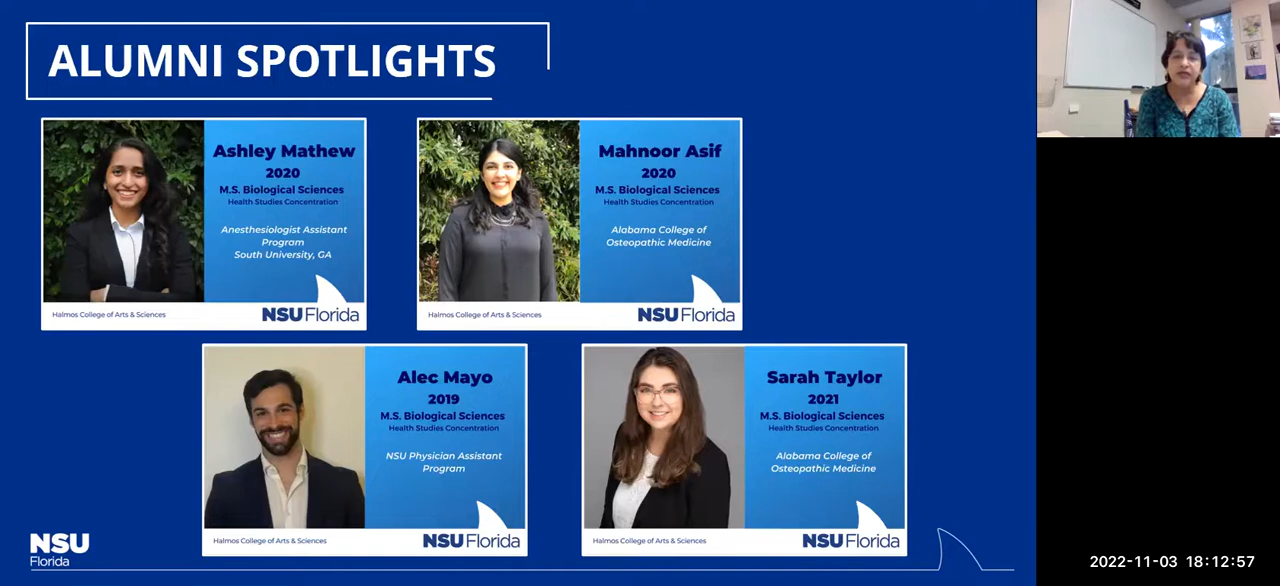 ALUMNI SPOTLIGHTS
Ashley Mathew
2020
M.S. Biological Sciences
Health Studies Concentration
Anesthesiologist Assistant
Program
South University, GA
Halmos College of Arts & Sciences
NSU Florida
Mahnoor Asif
2020
M.S. Biological Sciences
Health Studies Concentration
Alabama College of
Osteopathic Medicine
Halmos College of Arts & Sciences
NSU Florida
Alec Mayo
2019
M.S. Biological Sciences
Health Studies Concentration
NSU Physician Assistant
Program
Halmos College of Arts & Sciences
NSU Florida
Sarah Taylor
2021
M.S. Biological Sciences
Health Studies Concentration
Alabama College of
Osteopathic Medicine
Halmos College of Arts & Sciences
NSU Florida
NSU
Florida
2022-11-03 18:12:57